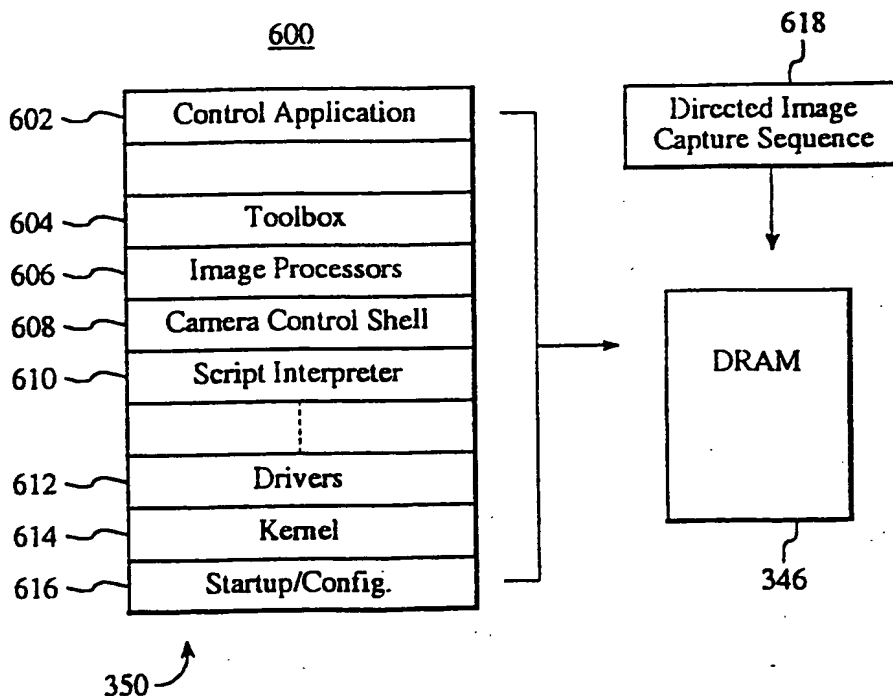 600
618
602 Control Application
Directed Image
Capture Sequence
604 Toolbox
606 Image Processors
608 Camera Control Shell
DRAM
610 Script Interpreter
612 Drivers
614 Kernel
616 Startup/Config.
346
350